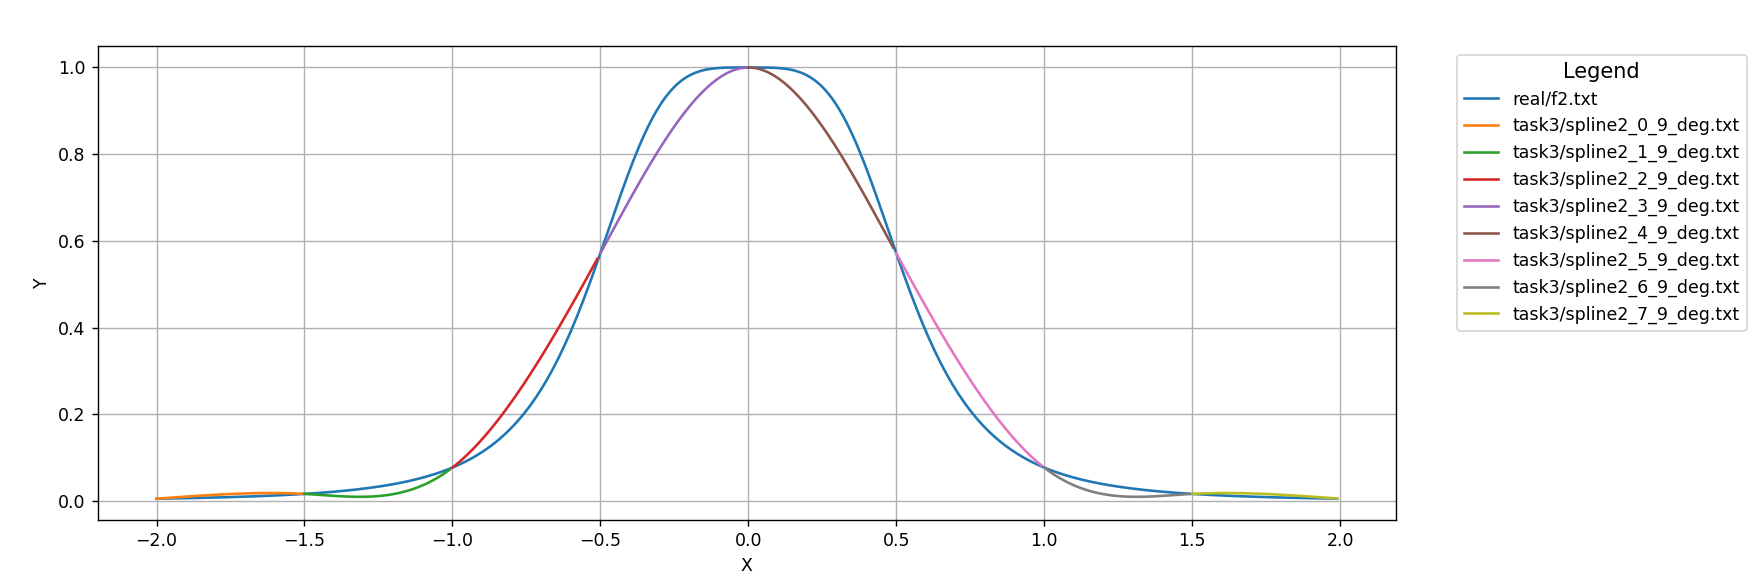 Legend
real/f2.txt
task3/spline2_0_9_deg.txt
task3/spline2_1_9_deg.txt
task3/spline2_2_9_deg.txt
task3/spline2_3_9_deg.txt
task3/spline2_4_9_deg.txt
task3/spline2_5_9_deg.txt
task3/spline2_6_9_deg.txt
task3/spline2_7_9_deg.txt
Y
1.0
0.8
0.6
0.4
0.2
0.0
−2.0 −1.5 −1.0 −0.5 0.0 0.5 1.0 1.5 2.0
X